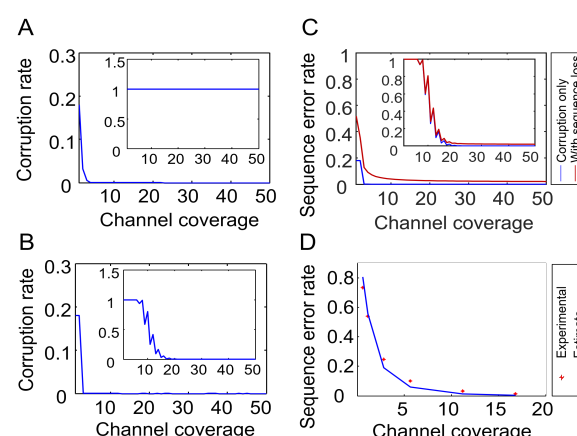 A
Corruption rate
0.3
0.2
0.1
0
10 20 30 40 50
Channel coverage
1.5
1
0.5
0
10 20 30 40 50
B
Corruption rate
0.3
0.2
0.1
0
10 20 30 40 50
Channel coverage
1.5
1
0.5
0
10 20 30 40 50
C
Sequence error rate
1
0.8
0.6
0.4
0.2
0
10 20 30 40 50
Channel coverage
1
0.8
0.6
0.4
0.2
0
10 20 30 40 50
Corruption only
With sequence loss
D
Sequence error rate
0.8
0.6
0.4
0.2
0
5 10 15 20
Channel coverage
Experimental